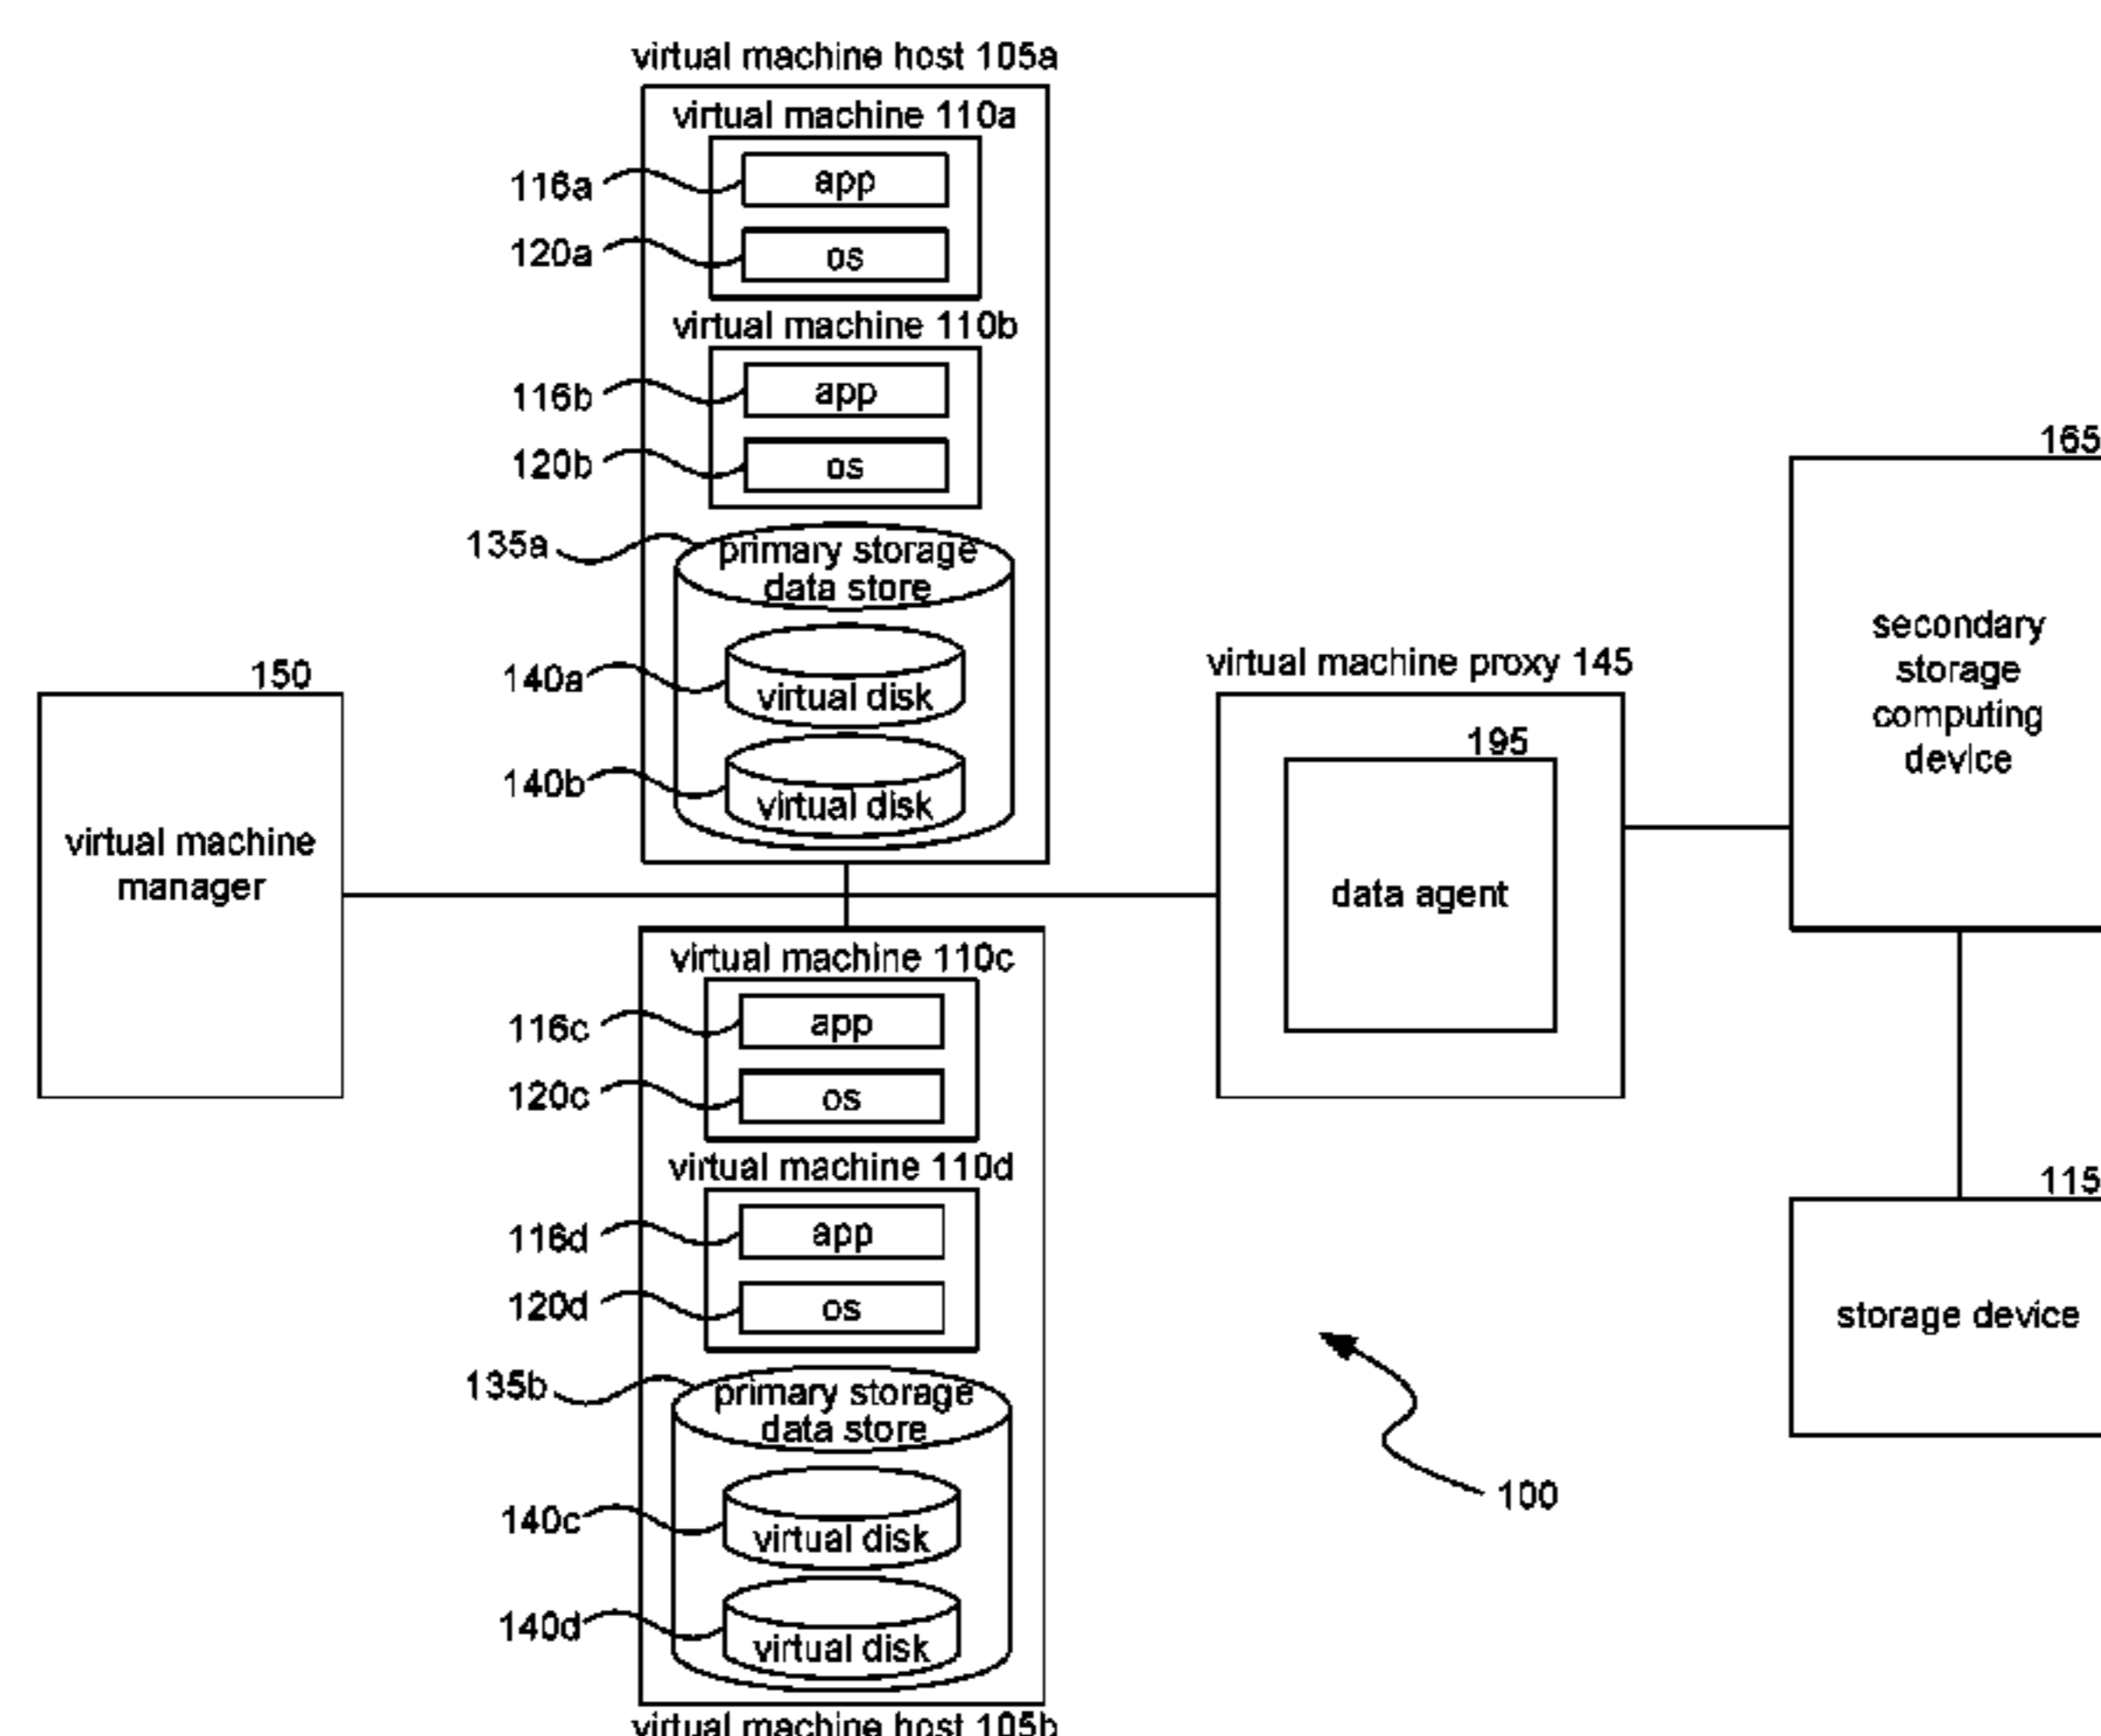 virtual machine host 105a
virtual machine 110a
116a
app
120a
os
virtual machine 110b
116b
app
120b
os
135a
primary storage
data store
140a
virtual disk
140b
virtual disk
150
virtual machine
manager
virtual machine proxy 145
195
data agent
165
secondary
storage
computing
device
virtual machine 110c
116c
app
120c
os
virtual machine 110d
116d
app
120d
os
135b
primary storage
data store
140c
virtual disk
140d
virtual disk
virtual machine host 105b
115
storage device
100